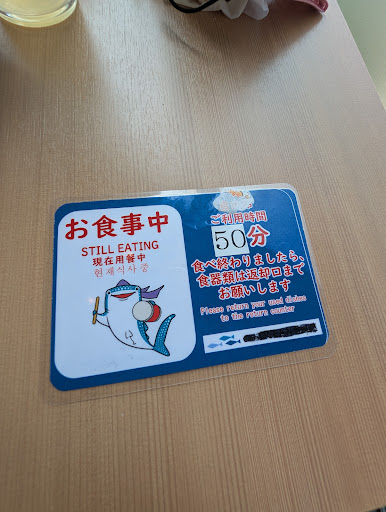 お食事中
STILL EATING
現在用餐中
현재식사 중
ご利用時間
50分
食べ終わりましたら、
食器類は返却口まで
お願いします
Please return your used dishes
to the return counter